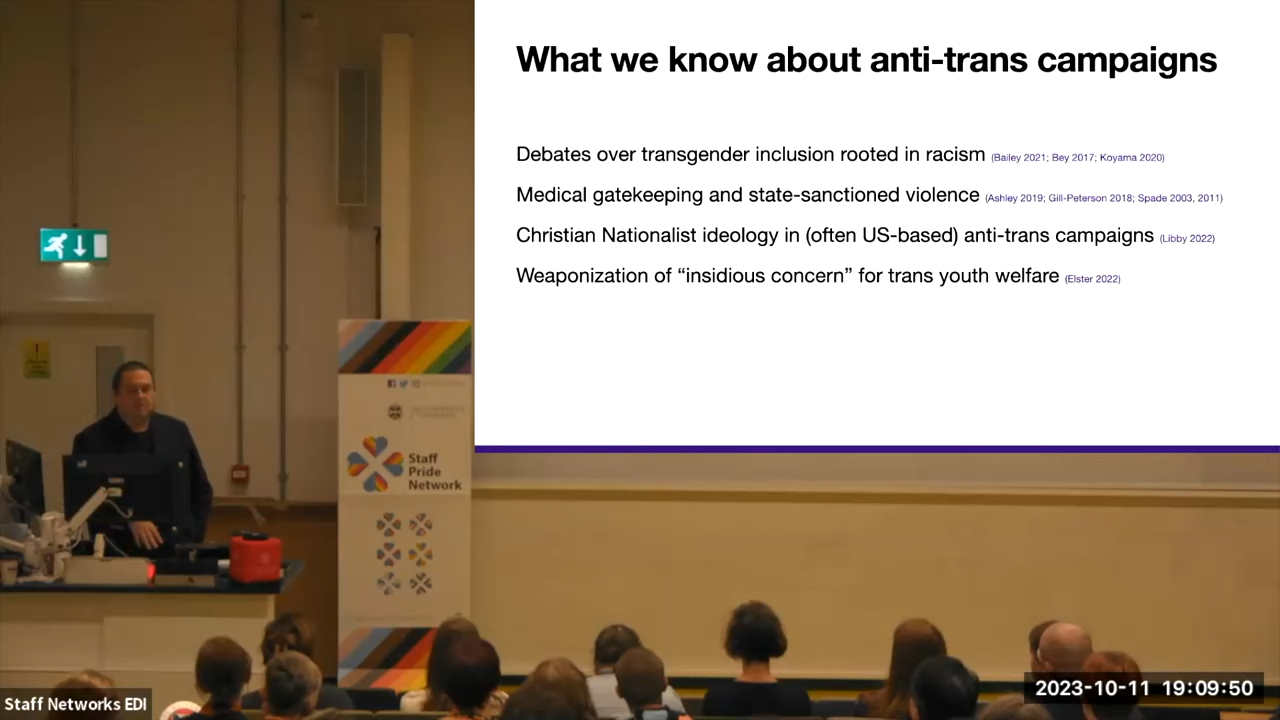 What we know about anti-trans campaigns
Debates over transgender inclusion rooted in racism (Bailey 2021; Bey 2017; Koyama 2020)
Medical gatekeeping and state-sanctioned violence (Ashley 2019; Gill-Peterson 2018; Spade 2003, 2011)
Christian Nationalist ideology in (often US-based) anti-trans campaigns (Libby 2022)
Weaponization of “insidious concern” for trans youth welfare (Elster 2022)
Staff
Pride
Network
Staff Networks EDI
2023-10-11 19:09:50